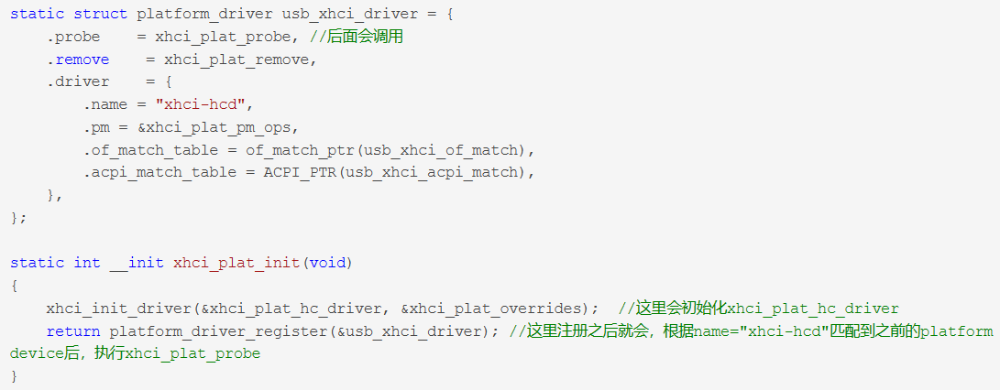 static struct platform_driver usb_xhci_driver = {
    .probe    = xhci_plat_probe, //后面会调用
    .remove    = xhci_plat_remove,
    .driver    = {
        .name = "xhci-hcd",
        .pm = &xhci_plat_pm_ops,
        .of_match_table = of_match_ptr(usb_xhci_of_match),
        .acpi_match_table = ACPI_PTR(usb_xhci_acpi_match),
    },
};

static int __init xhci_plat_init(void)
{
    xhci_init_driver(&xhci_plat_hc_driver, &xhci_plat_overrides);  //这里会初始化xhci_plat_hc_driver
    return platform_driver_register(&usb_xhci_driver); //这里注册之后就会，根据name="xhci-hcd"匹配到之前的platform
device后，执行xhci_plat_probe
}